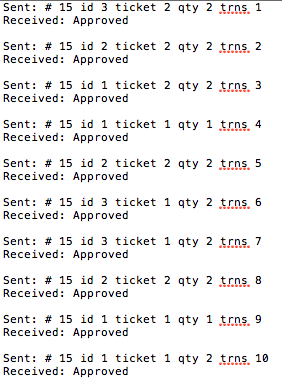 Sent: # 15 id 3 ticket 2 qty 2 trns 1
Received: Approved
Sent: # 15 id 2 ticket 2 qty 2 trns 2
Received: Approved
Sent: # 15 id 1 ticket 2 qty 2 trns 3
Received: Approved
Sent: # 15 id 1 ticket 1 qty 1 trns 4
Received: Approved
Sent: # 15 id 2 ticket 2 qty 2 trns 5
Received: Approved
Sent: # 15 id 3 ticket 1 qty 2 trns 6
Received: Approved
Sent: # 15 id 3 ticket 1 qty 2 trns 7
Received: Approved
Sent: # 15 id 2 ticket 2 qty 2 trns 8
Received: Approved
Sent: # 15 id 1 ticket 1 qty 1 trns 9
Received: Approved
Sent: # 15 id 1 ticket 1 qty 2 trns 10
Received: Approved